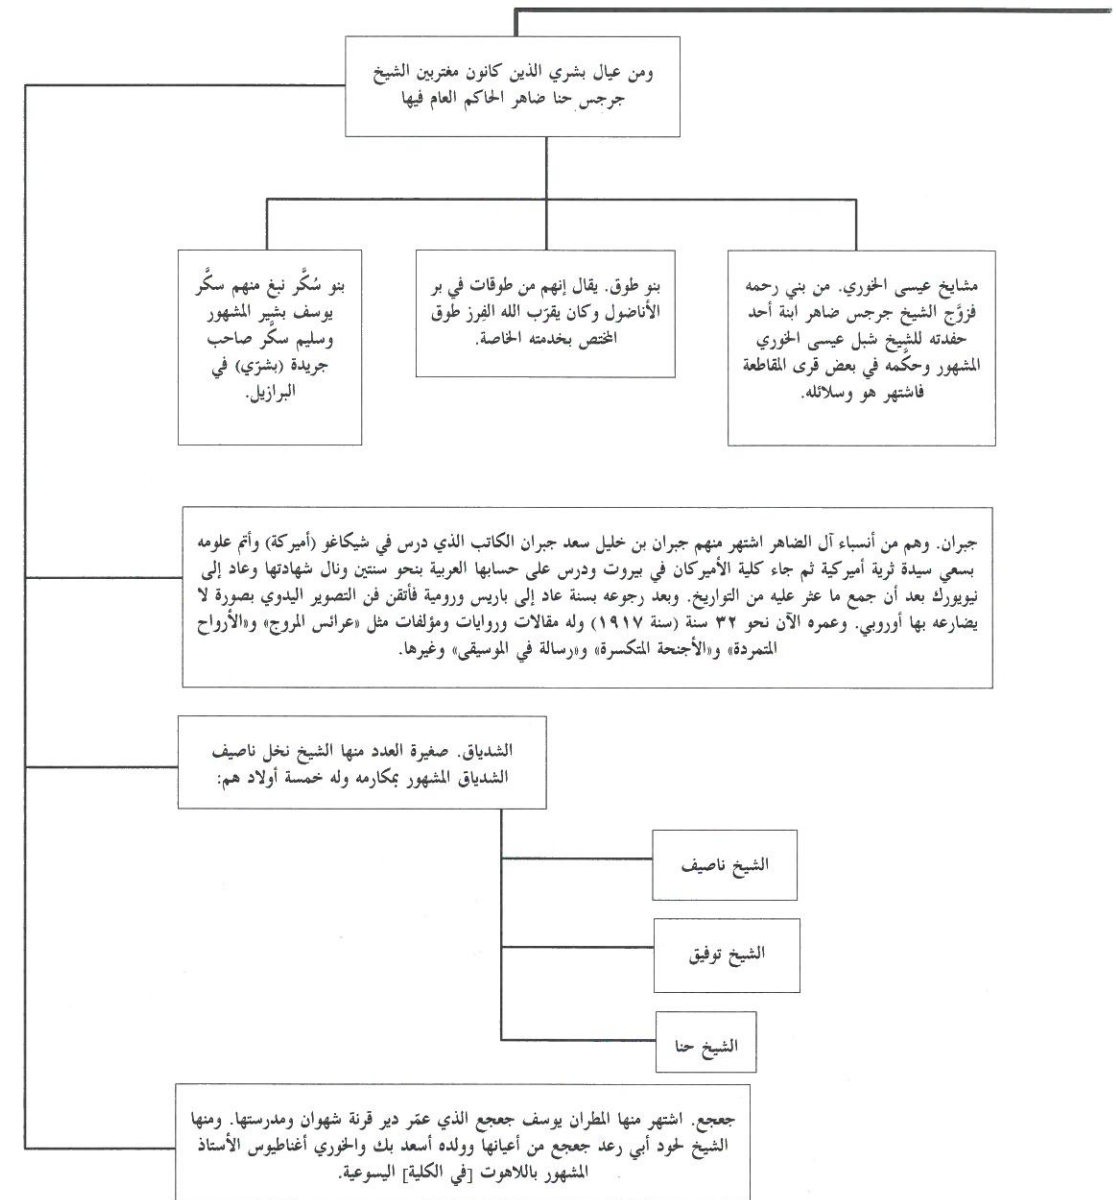 ومن عيال بشري الذين كانون مغتربين الشيخ
جرجس حنا ضاهر الحاكم العام فيها
مشايخ عيسى الخوري. من بني رحمه
فزوَّج الشيخ جرجس ضاهر ابنة أحد
حفدته للشيخ شبل عيسى الخوري
المشهور وحكَّمه في بعض قرى المقاطعة
فاشتهر هو وسلائله.
بنو طوق. يقال إنهم من طوقات في بر
الأناضول وكان يقرّب الله الفِرز طوق
المختص بخدمته الخاصة.
بنو سُكَّر نبغ منهم سكَّر
يوسف بشير المشهور
وسليم سكَّر صاحب
جريدة (بشرّي) في
البرازيل.
جبران. وهم من أنسباء آل الضاهر اشتهر منهم جبران بن خليل سعد جبران الكاتب الذي درس في شيكاغو (أميركة) وأتم علومه
بسعي سيدة ثرية أميركية ثم جاء كلية الأميركان في بيروت ودرس على حسابها العربية بنحو سنتين ونال شهادتها وعاد إلى
نيويورك بعد أن جمع ما عثر عليه من التواريخ. وبعد رجوعه بسنة عاد إلى باريس ورومية فأتقن فن التصوير اليدوي بصورة لا
يضارعه بها أوروبي. وعمره الآن نحو ٣٢ سنة (سنة ١٩١٧) وله مقالات وروايات ومؤلفات مثل «عرائس المروج» و«الأرواح
المتمردة» و«الأجنحة المتكسرة» و«رسالة في الموسيقى» وغيرها.
الشدياق. صغيرة العدد منها الشيخ نخل ناصيف
الشدياق المشهور بمكارمه وله خمسة أولاد هم:
الشيخ ناصيف
الشيخ توفيق
الشيخ حنا
جعجع. اشتهر منها المطران يوسف جعجع الذي عمّر دير قرنة شهوان ومدرستها. ومنها
الشيخ لحود أبي رعد جعجع من أعيانها وولده أسعد بك والخوري أغناطيوس الأستاذ
المشهور باللاهوت [في الكلية] اليسوعية.